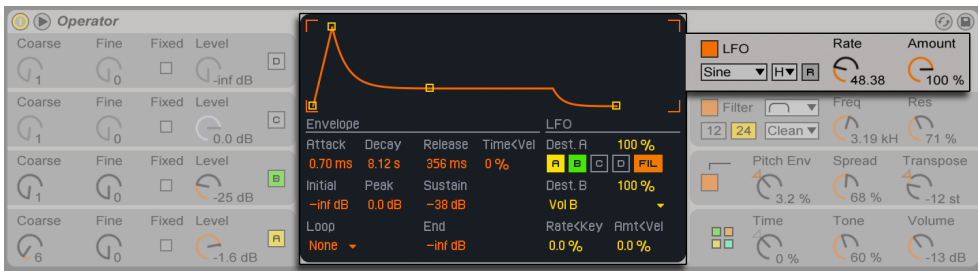 Operator
Coarse Fine Fixed Level
1 0 -inf dB D
Coarse Fine Fixed Level
1 0 0.0 dB C
Coarse Fine Fixed Level
1 0 -25 dB B
Coarse Fine Fixed Level
6 0 -1.6 dB A
Envelope
Attack Decay Release Time<Vel
0.70 ms 8.12 s 356 ms 0 %
Initial Peak Sustain
-inf dB 0.0 dB -38 dB
Loop End
None -inf dB
LFO
Dest. A 100 %
A B C D FIL
Dest. B 100 %
Vol B
Rate<Key Amt<Vel
0.0 % 0.0 %
LFO Rate Amount
Sine H R 48.38 100 %
Filter Freq Res
12 24 Clean 3.19 kH 71 %
Pitch Env Spread Transpose
3.2 % 68 % -12 st
Time Tone Volume
0 % 60 % -13 dB